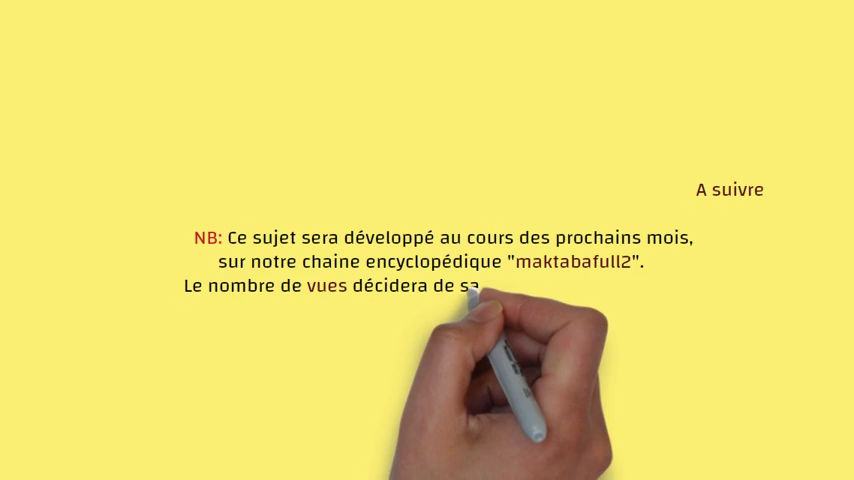 A suivre
NB: Ce sujet sera développé au cours des prochains mois,
sur notre chaine encyclopédique "maktabafull2".
Le nombre de vues décidera de sa